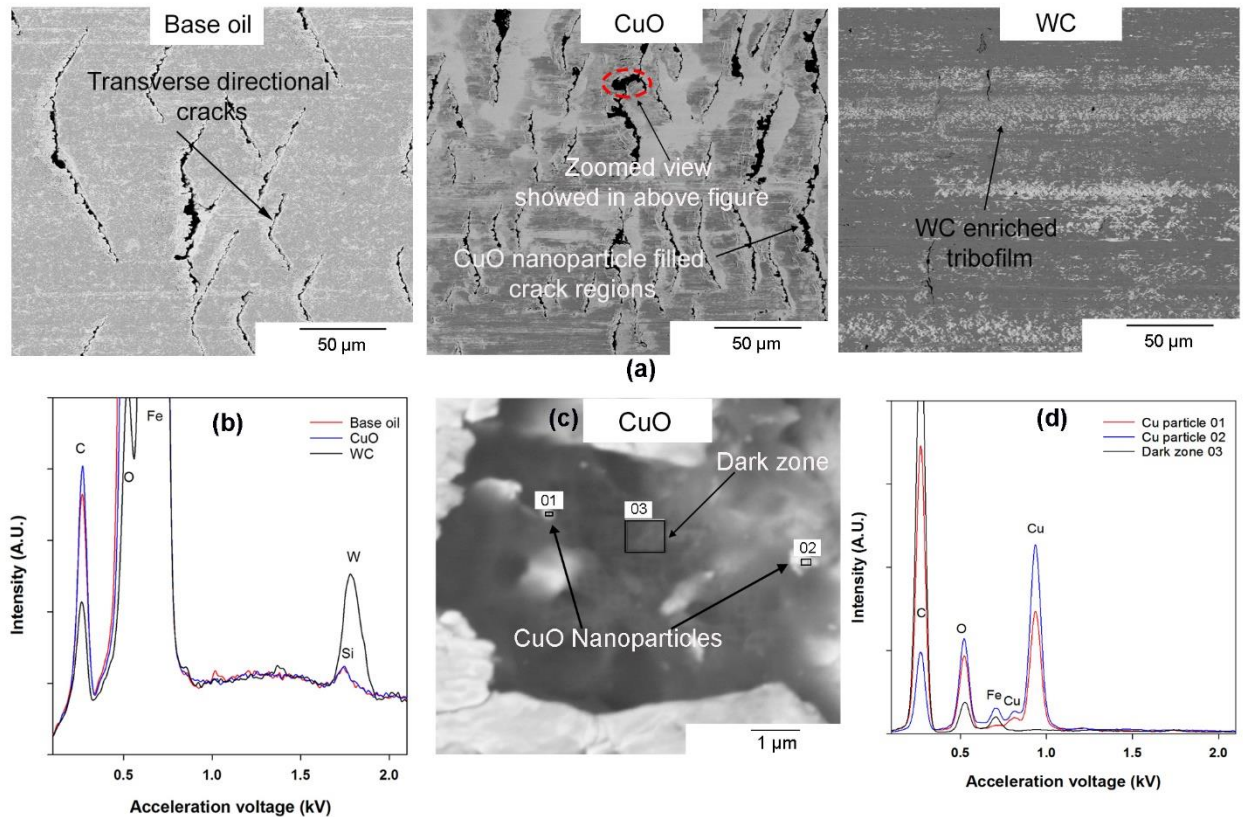 Base oil
Transverse directional
cracks
50 µm
CuO
Zoomed view
showed in above figure
CuO nanoparticle filled
crack regions
50 µm
WC
WC enriched
tribofilm
50 µm
(a)
(b)
Base oil
CuO
WC
C
O
Fe
W
Si
Intensity (A.U.)
0.5
1.0
1.5
2.0
Acceleration voltage (kV)
(c)
CuO
Dark zone
01
03
02
CuO Nanoparticles
1 µm
(d)
Cu particle 01
Cu particle 02
Dark zone 03
C
O
Fe
Cu
Cu
Intensity (A.U.)
0.5
1.0
1.5
2.0
Acceleration voltage (kV)